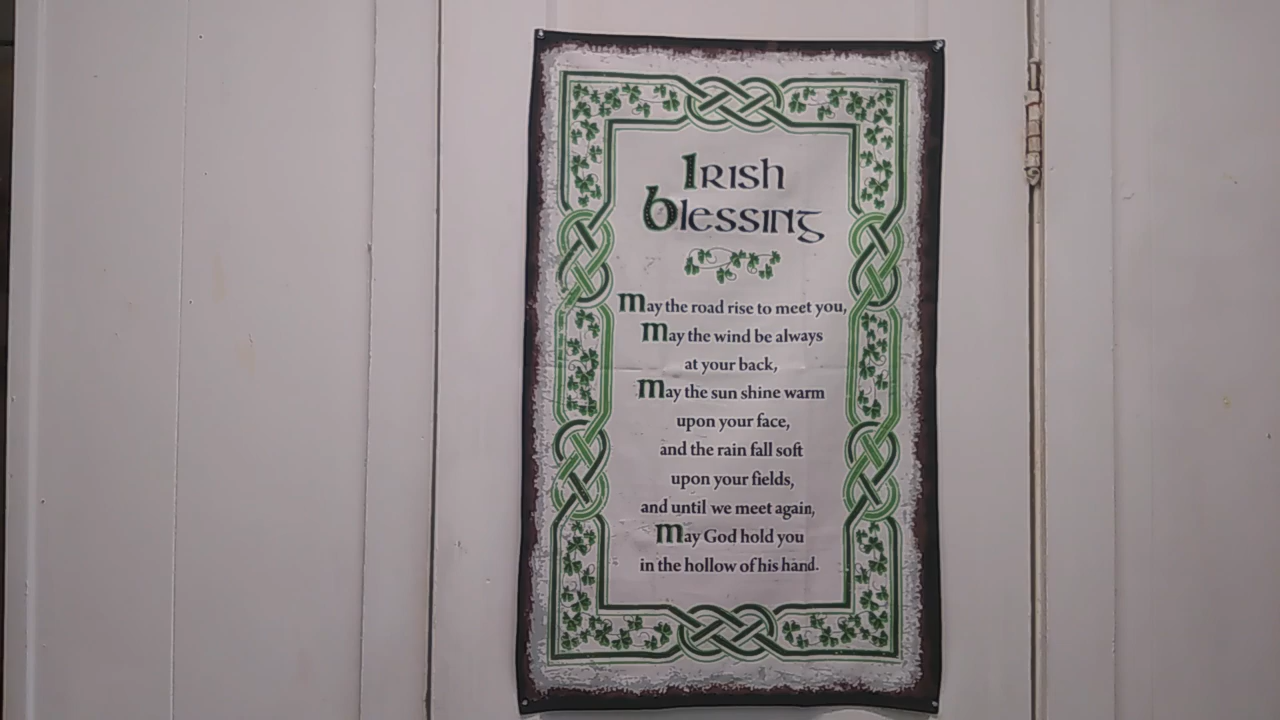 Irish
blessing
May the road rise to meet you,
May the wind be always
at your back,
May the sun shine warm
upon your face,
and the rain fall soft
upon your fields,
and until we meet again,
May God hold you
in the hollow of his hand.